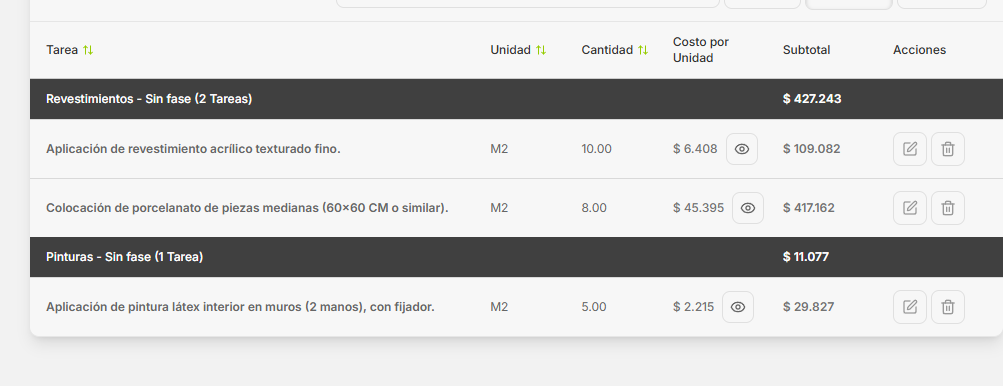 Tarea Unidad Cantidad Costo por Unidad Subtotal Acciones
Revestimientos - Sin fase (2 Tareas) $ 427.243
Aplicación de revestimiento acrílico texturado fino. M2 10.00 $ 6.408 $ 109.082
Colocación de porcelanato de piezas medianas (60x60 CM o similar). M2 8.00 $ 45.395 $ 417.162
Pinturas - Sin fase (1 Tarea) $ 11.077
Aplicación de pintura látex interior en muros (2 manos), con fijador. M2 5.00 $ 2.215 $ 29.827